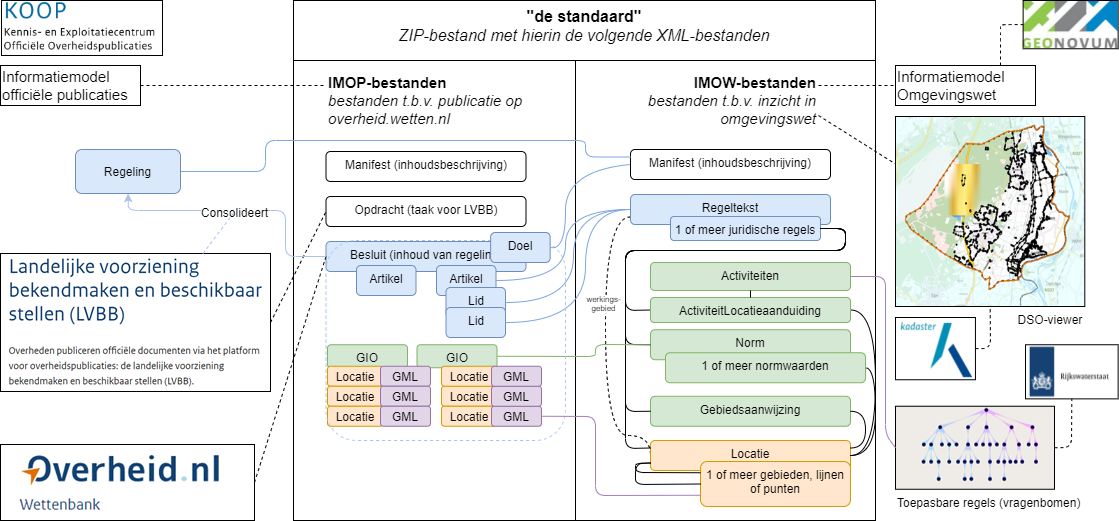 KOOP
Kennis- en Exploitatiecentrum
Officiële Overheidspublicaties
Informatiemodel
officiële publicaties
"de standaard"
ZIP-bestand met hierin de volgende XML-bestanden
GEONOVUM
Informatiemodel
Omgevingswet
IMOP-bestanden
bestanden t.b.v. publicatie op
overheid.wetten.nl
IMOW-bestanden
bestanden t.b.v. inzicht in
omgevingswet
Regeling
Consolideert
Manifest (inhoudsbeschrijving)
Opdracht (taak voor LVBB)
Besluit (inhoud van regelin
Doel
Artikel
Artikel
Lid
Lid
GIO
GIO
Locatie GML Locatie GML
Locatie GML Locatie GML
Locatie GML Locatie GML
Manifest (inhoudsbeschrijving)
Regeltekst
1 of meer juridische regels
werkings-
gebied
Activiteiten
ActiviteitLocatieaanduiding
Norm
1 of meer normwaarden
Gebiedsaanwijzing
Locatie
1 of meer gebieden, lijnen
of punten
Landelijke voorziening
bekendmaken en beschikbaar
stellen (LVBB)
Overheden publiceren officiële documenten via het platform
voor overheidspublicaties: de landelijke voorziening
bekendmaken en beschikbaar stellen (LVBB).
Overheid.nl
Wettenbank
DSO-viewer
kadaster
Rijkswaterstaat
Toepasbare regels (vragenbomen)